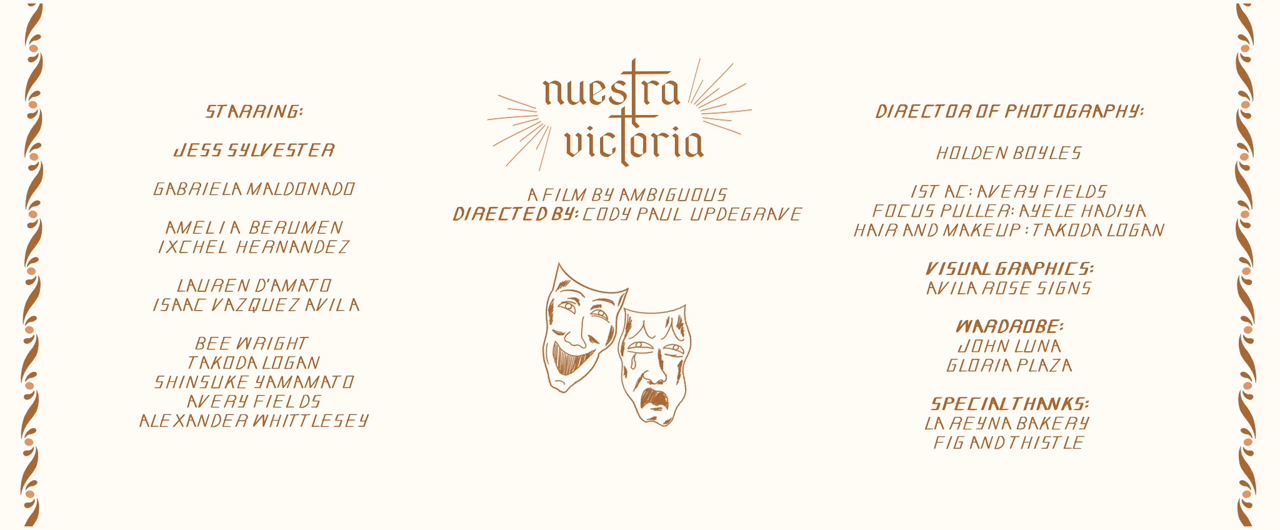 STARRING:
JESS SYLVESTER
GABRIELA MALDONADO
AMELIA BERUMEN
IXCHEL HERNANDEZ
LAUREN D'AMATO
ISAAC VAZQUEZ AVILA
BEE WRIGHT
TAKODA LOGAN
SHINSUKE YAMAMATO
AVERY FIELDS
ALEXANDER WHITTLESEY
nuestra
victoria
A FILM BY AMBIGUOUS
DIRECTED BY: CODY PAUL UPDEGRAVE
DIRECTOR OF PHOTOGRAPHY:
HOLDEN BOYLES
1ST AC: AVERY FIELDS
FOCUS PULLER: AYELE HADIYA
HAIR AND MAKEUP: TAKODA LOGAN
VISUAL GRAPHICS:
AVILA ROSE SIGNS
WARDROBE:
JOHN LUNA
GLORIA PLAZA
SPECIAL THANKS:
LA REYNA BAKERY
FIG AND THISTLE